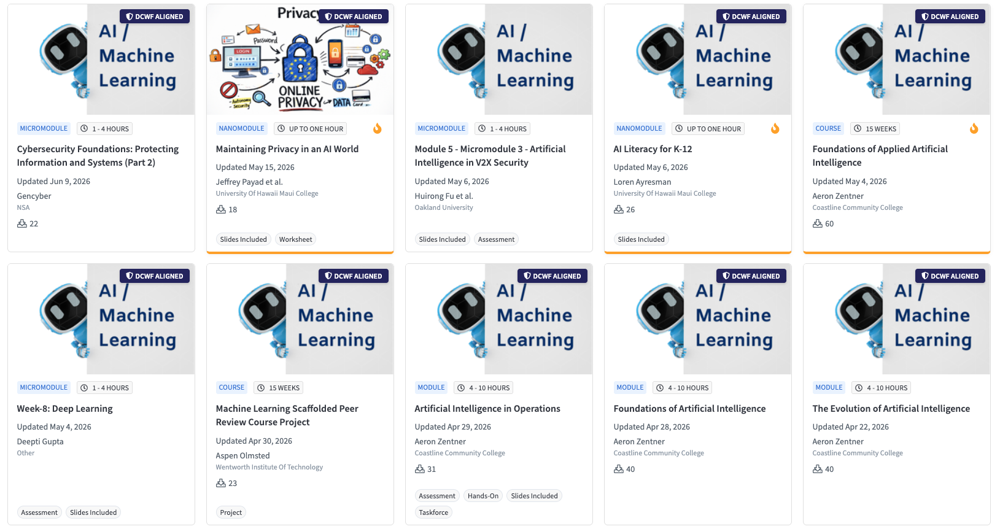 DCWF ALIGNED
AI /
Machine
Learning
MICROMODULE
1 - 4 HOURS
Cybersecurity Foundations: Protecting
Information and Systems (Part 2)
Updated Jun 9, 2026
Gencyber
NSA
22
Privacy
DCWF ALIGNED
Password
LOGIN
ONLINE
PRIVACY
DATA
Card
- Autonomy
Security
NANOMODULE
UP TO ONE HOUR
Maintaining Privacy in an AI World
Updated May 15, 2026
Jeffrey Payad et al.
University Of Hawaii Maui College
18
Slides Included
Worksheet
AI /
Machine
Learning
MICROMODULE
1 - 4 HOURS
Module 5 - Micromodule 3 - Artificial
Intelligence in V2X Security
Updated May 6, 2026
Huirong Fu et al.
Oakland University
Slides Included
Assessment
DCWF ALIGNED
AI /
Machine
Learning
NANOMODULE
UP TO ONE HOUR
AI Literacy for K-12
Updated May 6, 2026
Loren Ayresman
University Of Hawaii Maui College
26
Slides Included
DCWF ALIGNED
AI /
Machine
Learning
COURSE
15 WEEKS
Foundations of Applied Artificial
Intelligence
Updated May 4, 2026
Aeron Zentner
Coastline Community College
60
DCWF ALIGNED
AI /
Machine
Learning
MICROMODULE
1 - 4 HOURS
Week-8: Deep Learning
Updated May 4, 2026
Deepti Gupta
Other
Assessment
Slides Included
DCWF ALIGNED
AI /
Machine
Learning
COURSE
15 WEEKS
Machine Learning Scaffolded Peer
Review Course Project
Updated Apr 30, 2026
Aspen Olmsted
Wentworth Institute Of Technology
23
Project
DCWF ALIGNED
AI /
Machine
Learning
MODULE
4 - 10 HOURS
Artificial Intelligence in Operations
Updated Apr 29, 2026
Aeron Zentner
Coastline Community College
31
Assessment
Hands-On
Slides Included
Taskforce
DCWF ALIGNED
AI /
Machine
Learning
MODULE
4 - 10 HOURS
Foundations of Artificial Intelligence
Updated Apr 28, 2026
Aeron Zentner
Coastline Community College
40
DCWF ALIGNED
AI /
Machine
Learning
MODULE
4 - 10 HOURS
The Evolution of Artificial Intelligence
Updated Apr 22, 2026
Aeron Zentner
Coastline Community College
40